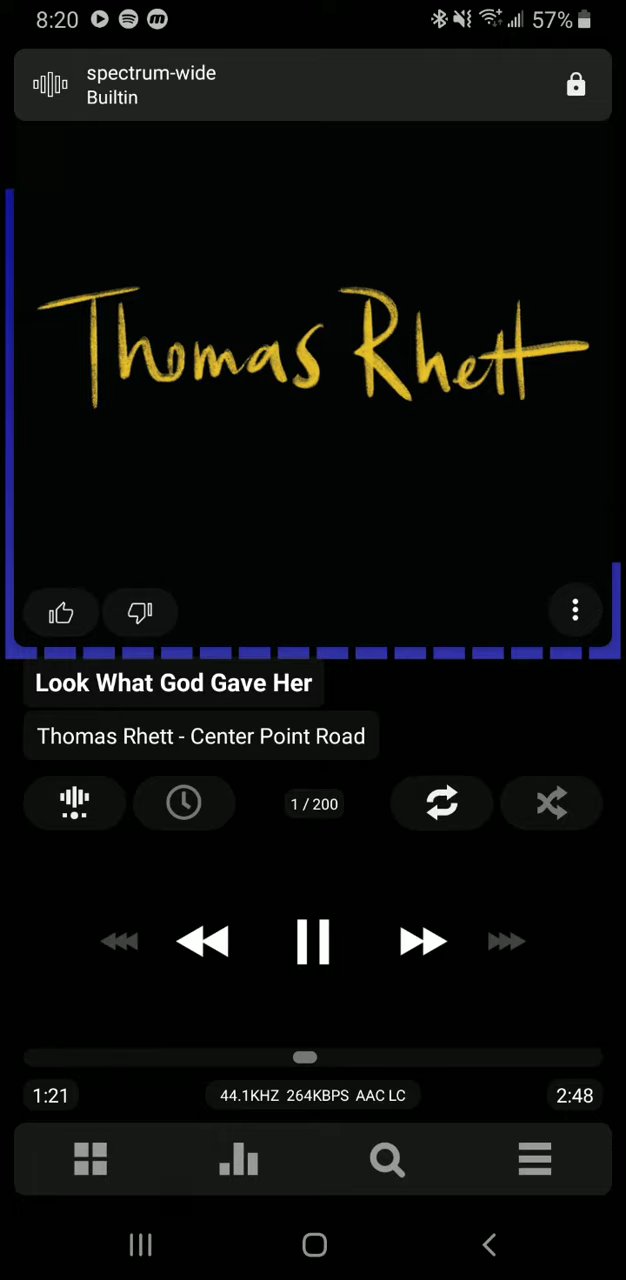 8:20 57%
spectrum-wide
Builtin
Thomas Rhett
Look What God Gave Her
Thomas Rhett - Center Point Road
1 / 200
1:21 44.1KHZ 264KBPS AAC LC 2:48